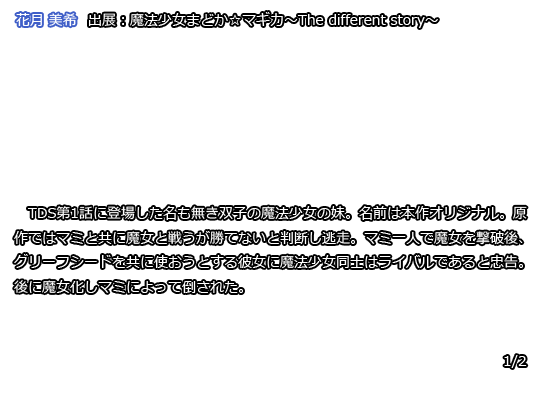 花月 美希 出展：魔法少女まどか☆マギカ～The different story～
TDS第1話に登場した名も無き双子の魔法少女の妹。名前は本作オリジナル。原
作ではマミと共に魔女と戦うが勝てないと判断し逃走。マミ一人で魔女を撃破後、
グリーフシードを共に使おうとする彼女に魔法少女同士はライバルであると忠告。
後に魔女化しマミによって倒された。
1/2